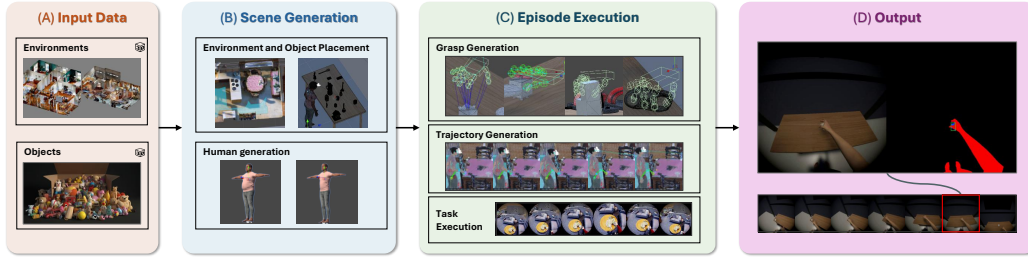 (A) Input Data
Environments
Objects
(B) Scene Generation
Environment and Object Placement
Human generation
(C) Episode Execution
Grasp Generation
Trajectory Generation
Task
Execution
(D) Output